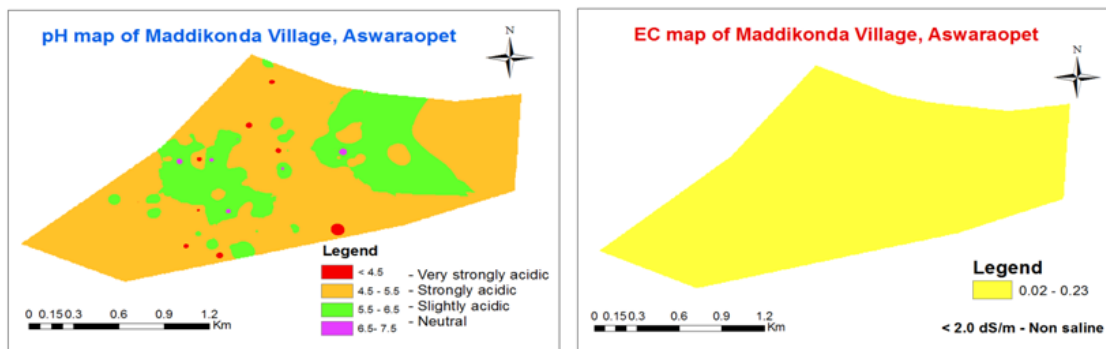 pH map of Maddikonda Village, Aswaraopet
N
Legend
< 4.5 - Very strongly acidic
4.5 - 5.5 - Strongly acidic
5.5 - 6.5 - Slightly acidic
6.5- 7.5 - Neutral
0 0.15 0.3 0.6 0.9 1.2
Km
EC map of Maddikonda Village, Aswaraopet
N
Legend
0.02 - 0.23
0 0.15 0.3 0.6 0.9 1.2
Km
< 2.0 dS/m - Non saline